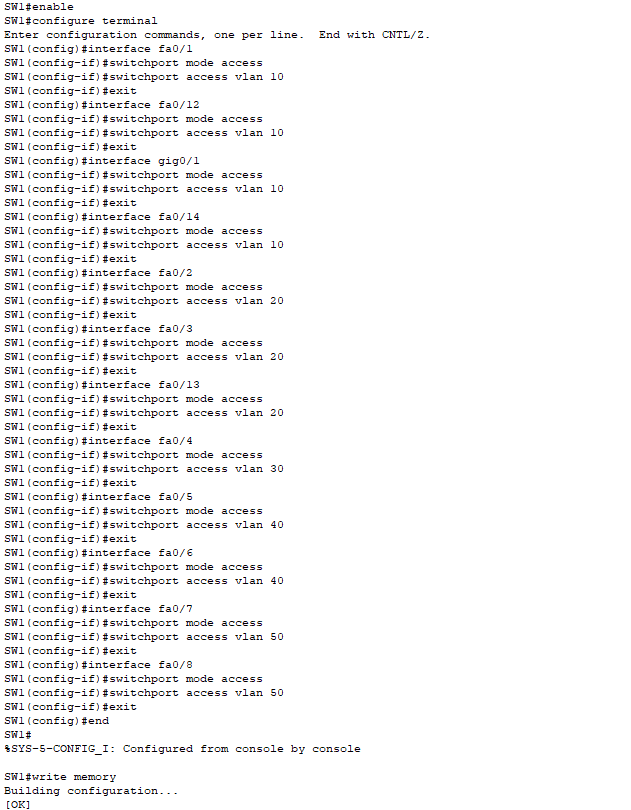 SW1#enable
SW1#configure terminal
Enter configuration commands, one per line.  End with CNTL/Z.
SW1(config)#interface fa0/1
SW1(config-if)#switchport mode access
SW1(config-if)#switchport access vlan 10
SW1(config-if)#exit
SW1(config)#interface fa0/12
SW1(config-if)#switchport mode access
SW1(config-if)#switchport access vlan 10
SW1(config-if)#exit
SW1(config)#interface gig0/1
SW1(config-if)#switchport mode access
SW1(config-if)#switchport access vlan 10
SW1(config-if)#exit
SW1(config)#interface fa0/14
SW1(config-if)#switchport mode access
SW1(config-if)#switchport access vlan 10
SW1(config-if)#exit
SW1(config)#interface fa0/2
SW1(config-if)#switchport mode access
SW1(config-if)#switchport access vlan 20
SW1(config-if)#exit
SW1(config)#interface fa0/3
SW1(config-if)#switchport mode access
SW1(config-if)#switchport access vlan 20
SW1(config-if)#exit
SW1(config)#interface fa0/13
SW1(config-if)#switchport mode access
SW1(config-if)#switchport access vlan 20
SW1(config-if)#exit
SW1(config)#interface fa0/4
SW1(config-if)#switchport mode access
SW1(config-if)#switchport access vlan 30
SW1(config-if)#exit
SW1(config)#interface fa0/5
SW1(config-if)#switchport mode access
SW1(config-if)#switchport access vlan 40
SW1(config-if)#exit
SW1(config)#interface fa0/6
SW1(config-if)#switchport mode access
SW1(config-if)#switchport access vlan 40
SW1(config-if)#exit
SW1(config)#interface fa0/7
SW1(config-if)#switchport mode access
SW1(config-if)#switchport access vlan 50
SW1(config-if)#exit
SW1(config)#interface fa0/8
SW1(config-if)#switchport mode access
SW1(config-if)#switchport access vlan 50
SW1(config-if)#exit
SW1(config)#end
SW1#
%SYS-5-CONFIG_I: Configured from console by console

SW1#write memory
Building configuration...
[OK]